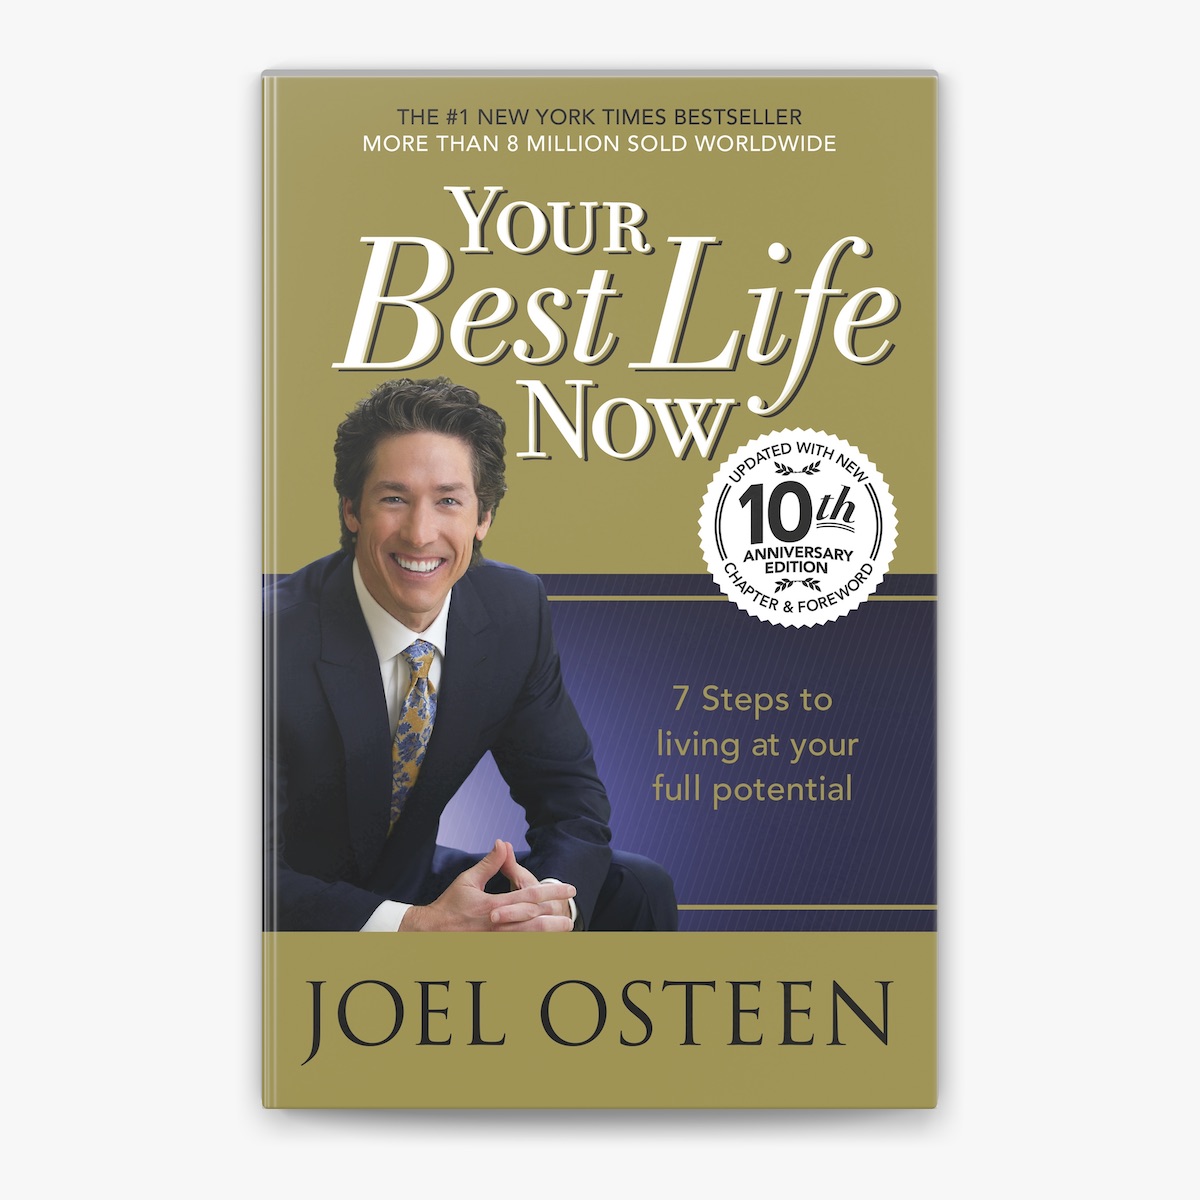 THE #1 NEW YORK TIMES BESTSELLER
MORE THAN 8 MILLION SOLD WORLDWIDE
YOUR
Best Life
NOW
UPDATED WITH NEW
10th
ANNIVERSARY
EDITION
CHAPTER & FOREWORD
7 Steps to
living at your
full potential
JOEL OSTEEN